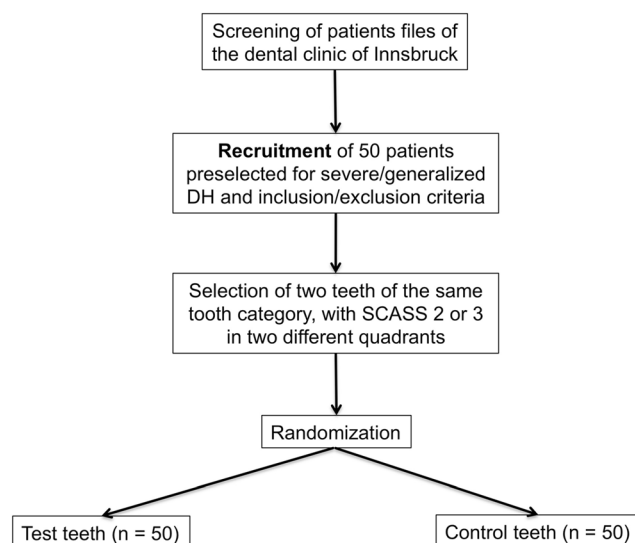 Screening of patients files of
the dental clinic of Innsbruck
Recruitment of 50 patients
preselected for severe/generalized
DH and inclusion/exclusion criteria
Selection of two teeth of the same
tooth category, with SCASS 2 or 3
in two different quadrants
Randomization
Test teeth (n = 50)
Control teeth (n = 50)